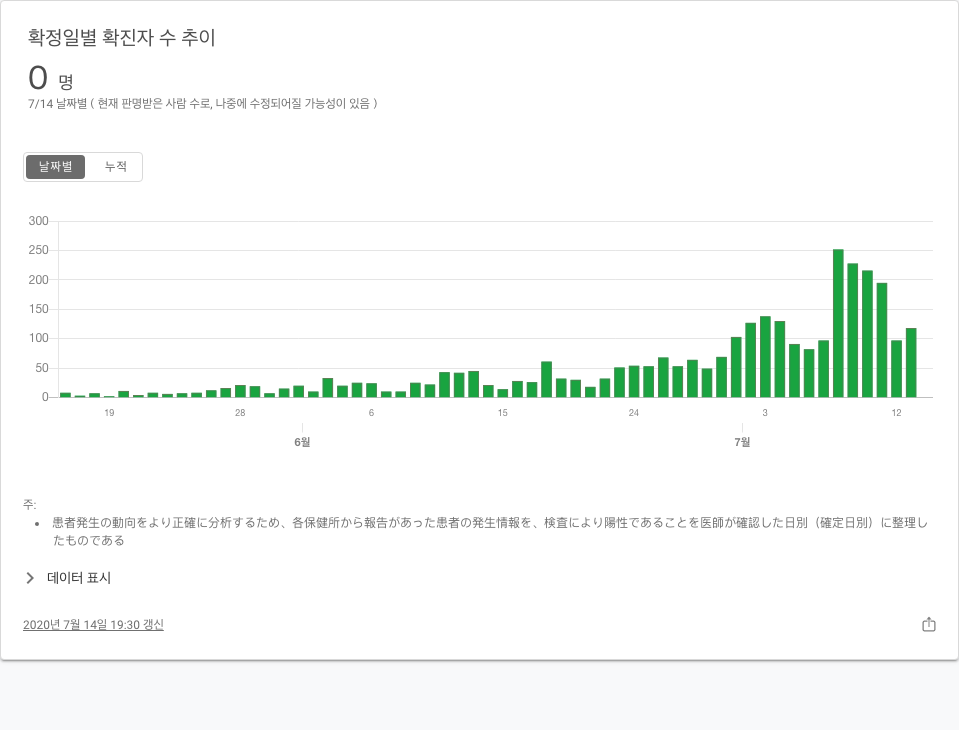 확정일별 확진자 수 추이
0 명
7/14 날짜별 ( 현재 판명받은 사람 수로, 나중에 수정되어질 가능성이 있음 )
날짜별 누적
300
250
200
150
100
50
0
19 28 6 15 24 3 12
6월 7월
주:
• 患者発生の動向をより正確に分析するため、各保健所から報告があった患者の発生情報を、検査により陽性であることを医師が確認した日別（確定日別）に整理し
たものである
데이터 표시
2020년 7월 14일 19:30 갱신